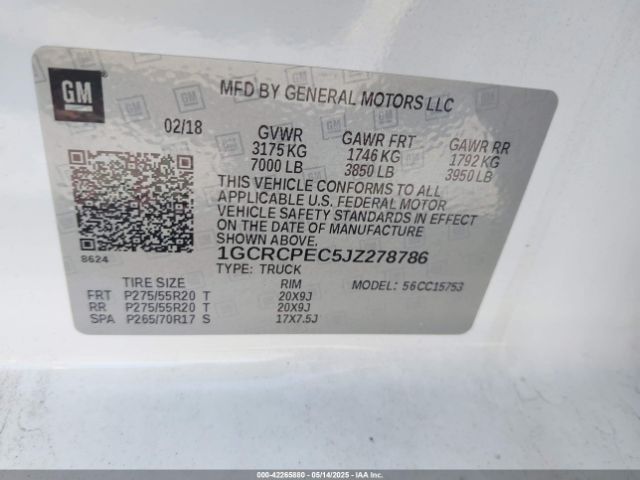 GM
MFD BY GENERAL MOTORS LLC
02/18 GVWR GAWR FRT GAWR RR
3175 KG 1746 KG 1792 KG
7000 LB 3850 LB 3950 LB
THIS VEHICLE CONFORMS TO ALL
APPLICABLE U.S. FEDERAL MOTOR
VEHICLE SAFETY STANDARDS IN EFFECT
ON THE DATE OF MANUFACTURE
SHOWN ABOVE.
8624
1GCRCPEC5JZ278786
TYPE: TRUCK MODEL: 56CC15753
TIRE SIZE RIM
FRT P275/55R20 T 20X9J
RR P275/55R20 T 20X9J
SPA P265/70R17 S 17X7.5J
000-42265880 - 05/14/2025 - IAA, Inc.